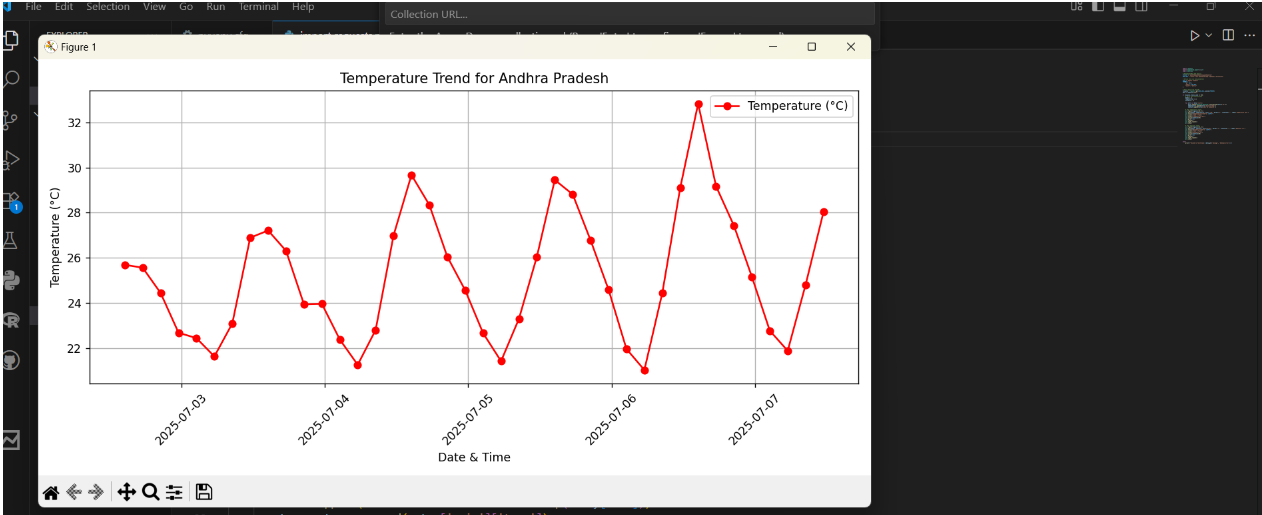 File Edit Selection View Go Run Terminal Help
Collection URL...
EXPLORER
Figure 1
Temperature Trend for Andhra Pradesh
Temperature (°C)
32
30
28
26
24
22
Temperature (°C)
2025-07-03
2025-07-04
2025-07-05
2025-07-06
2025-07-07
Date & Time
1